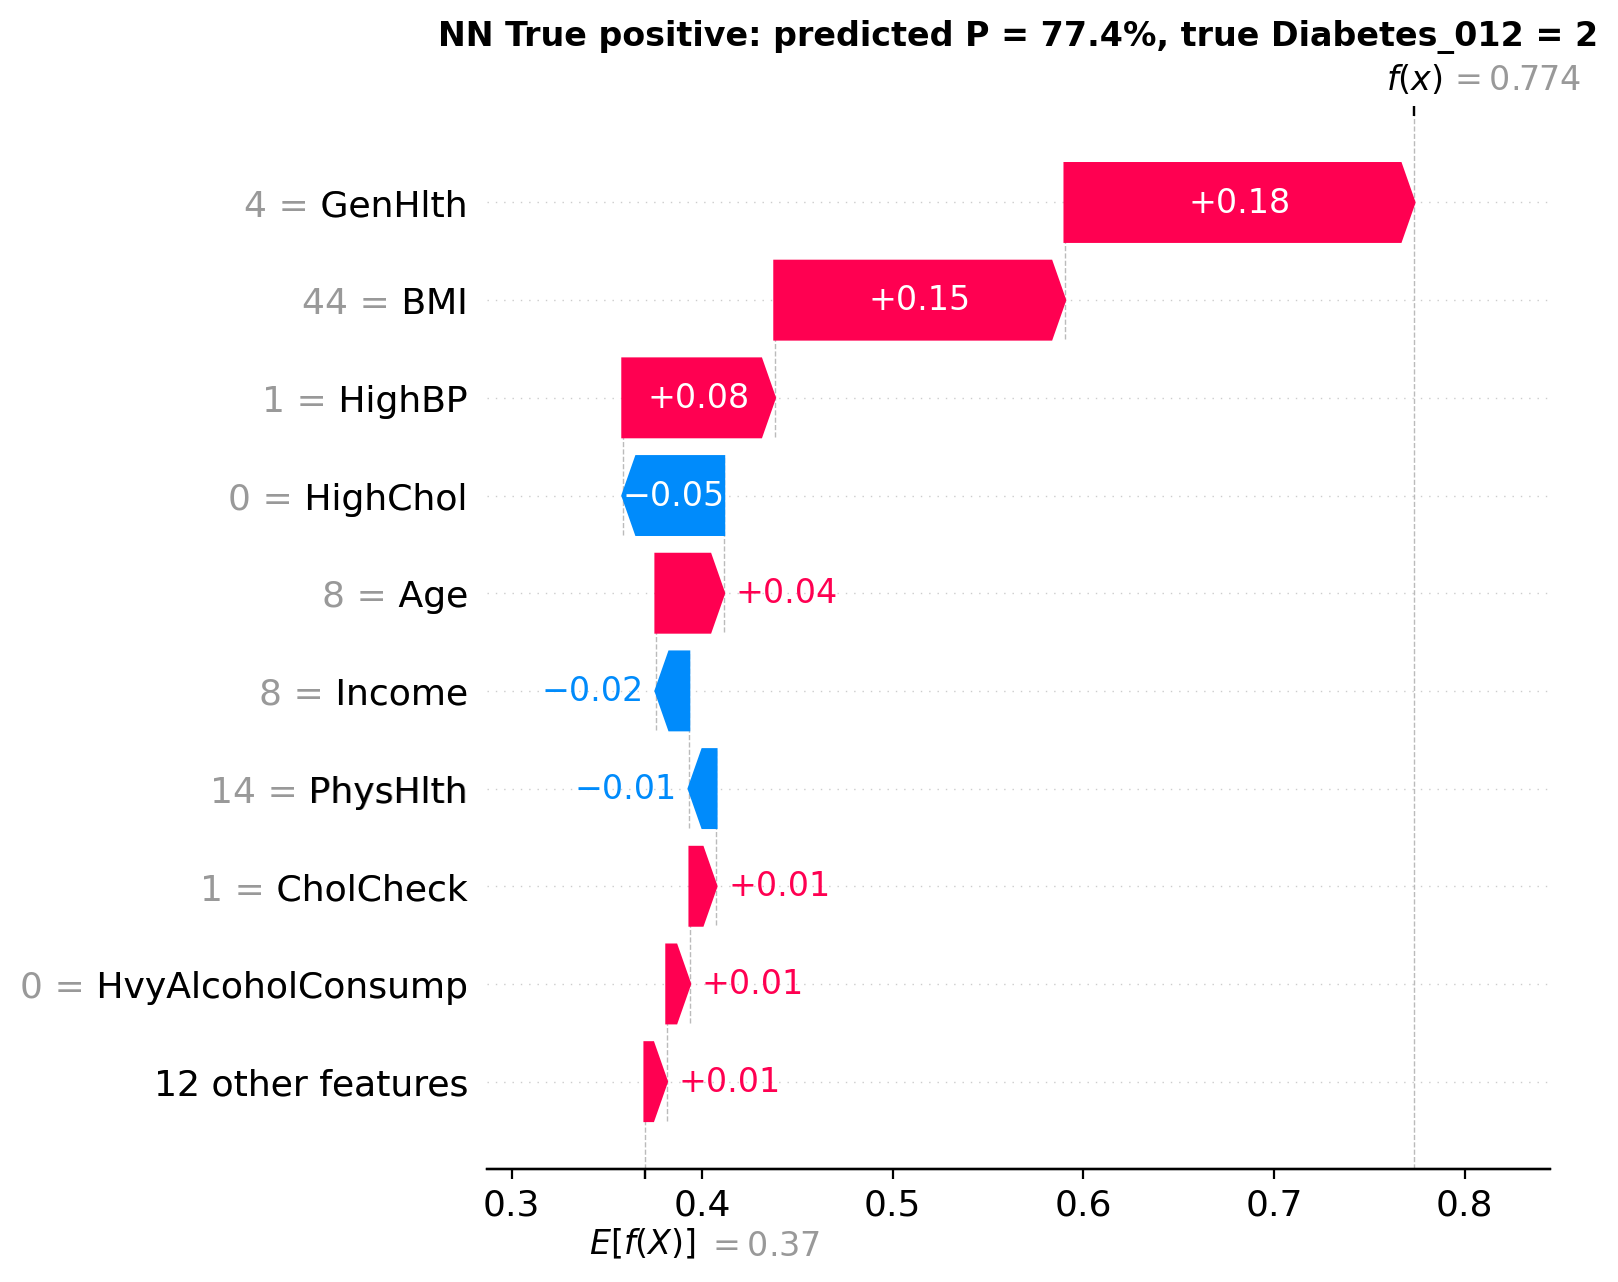 NN True positive: predicted P = 77.4%, true Diabetes_012 = 2
f(x) = 0.774
4 = GenHlth +0.18
44 = BMI +0.15
1 = HighBP +0.08
0 = HighChol −0.05
8 = Age +0.04
8 = Income −0.02
14 = PhysHlth −0.01
1 = CholCheck +0.01
0 = HvyAlcoholConsump +0.01
12 other features +0.01
0.3 0.4 0.5 0.6 0.7 0.8
E[f(X)] = 0.37